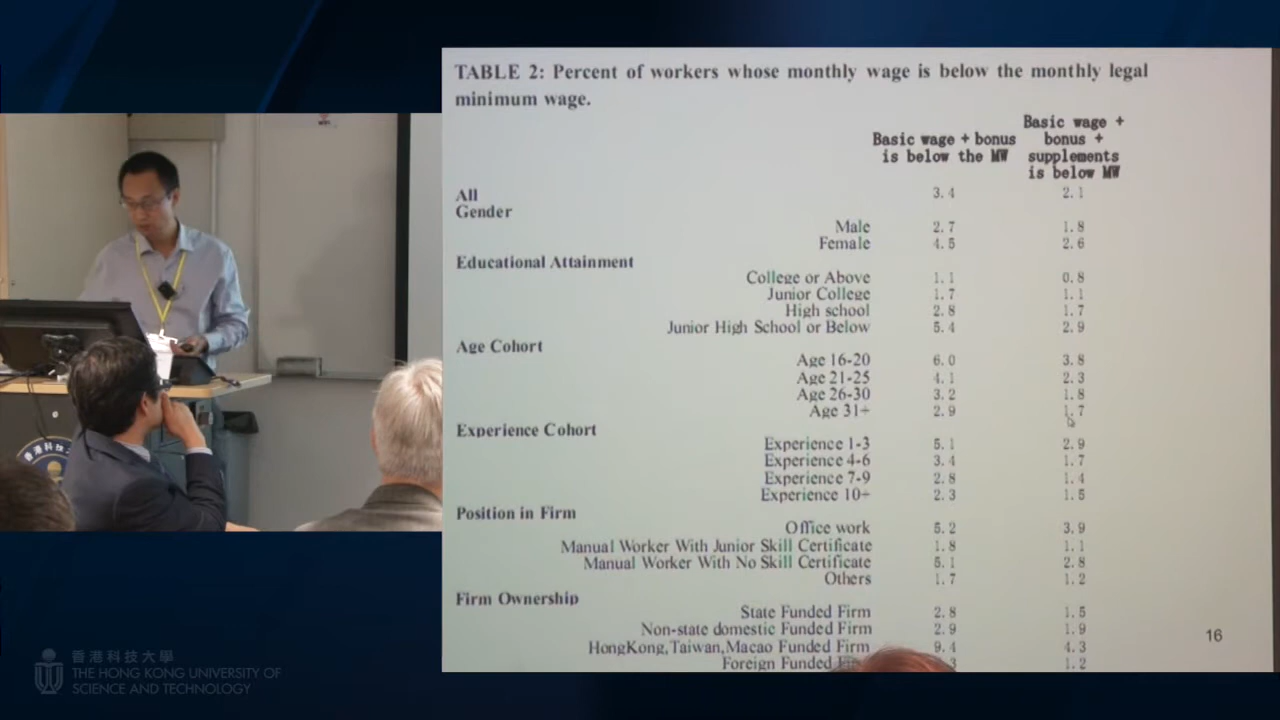 TABLE 2: Percent of workers whose monthly wage is below the monthly legal
minimum wage.
Basic wage + bonus is below the MW
Basic wage + bonus + supplements is below MW
All 3.4 2.1
Gender
Male 2.7 1.8
Female 4.5 2.6
Educational Attainment
College or Above 1.1 0.8
Junior College 1.7 1.1
High school 2.8 1.7
Junior High School or Below 5.4 2.9
Age Cohort
Age 16-20 6.0 3.8
Age 21-25 4.1 2.3
Age 26-30 3.2 1.8
Age 31+ 2.9 1.7
Experience Cohort
Experience 1-3 5.1 2.9
Experience 4-6 3.4 1.7
Experience 7-9 2.8 1.4
Experience 10+ 2.3 1.5
Position in Firm
Office work 5.2 3.9
Manual Worker With Junior Skill Certificate 1.8 1.1
Manual Worker With No Skill Certificate 5.1 2.8
Others 1.7 1.2
Firm Ownership
State Funded Firm 2.8 1.5
Non-state domestic Funded Firm 2.9 1.9
HongKong,Taiwan,Macao Funded Firm 9.4 4.3
Foreign Funded 1.2
16
香港科技大學
THE HONG KONG UNIVERSITY OF
SCIENCE AND TECHNOLOGY
香港科技大